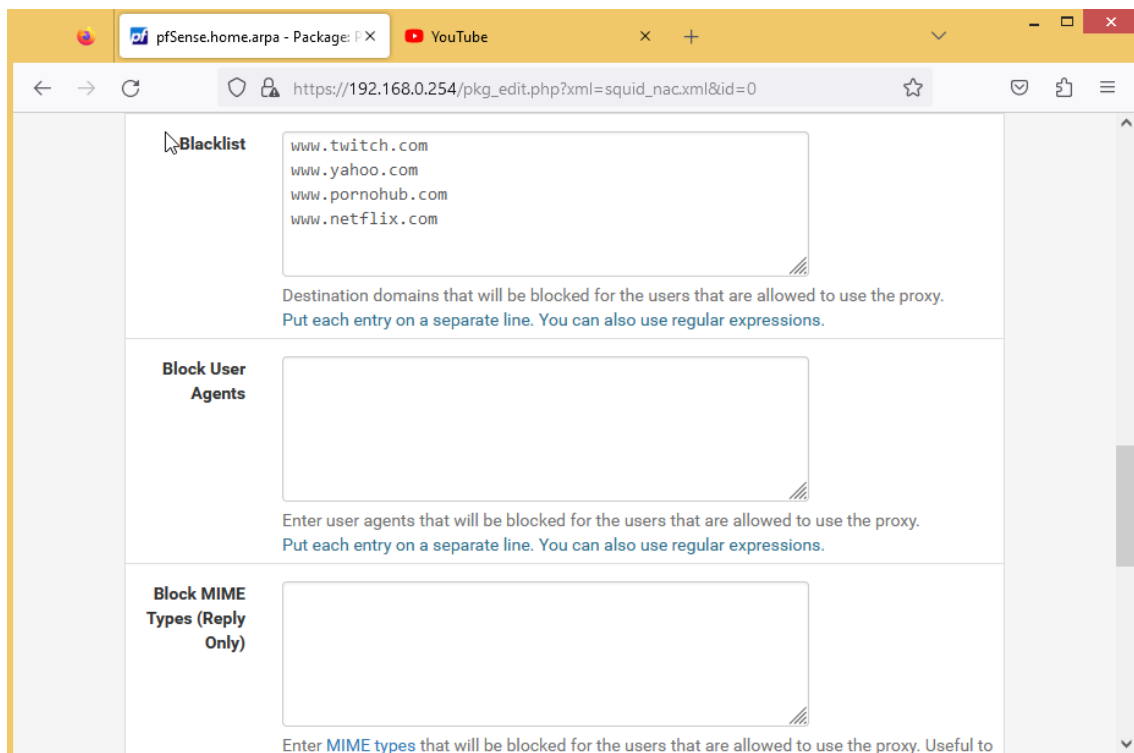 pfSense.home.arpa - Package: P
YouTube
https://192.168.0.254/pkg_edit.php?xml=squid_nac.xml&id=0
Blacklist
www.twitch.com
www.yahoo.com
www.pornohub.com
www.netflix.com
Destination domains that will be blocked for the users that are allowed to use the proxy.
Put each entry on a separate line. You can also use regular expressions.
Block User
Agents
Enter user agents that will be blocked for the users that are allowed to use the proxy.
Put each entry on a separate line. You can also use regular expressions.
Block MIME
Types (Reply
Only)
Enter MIME types that will be blocked for the users that are allowed to use the proxy. Useful to